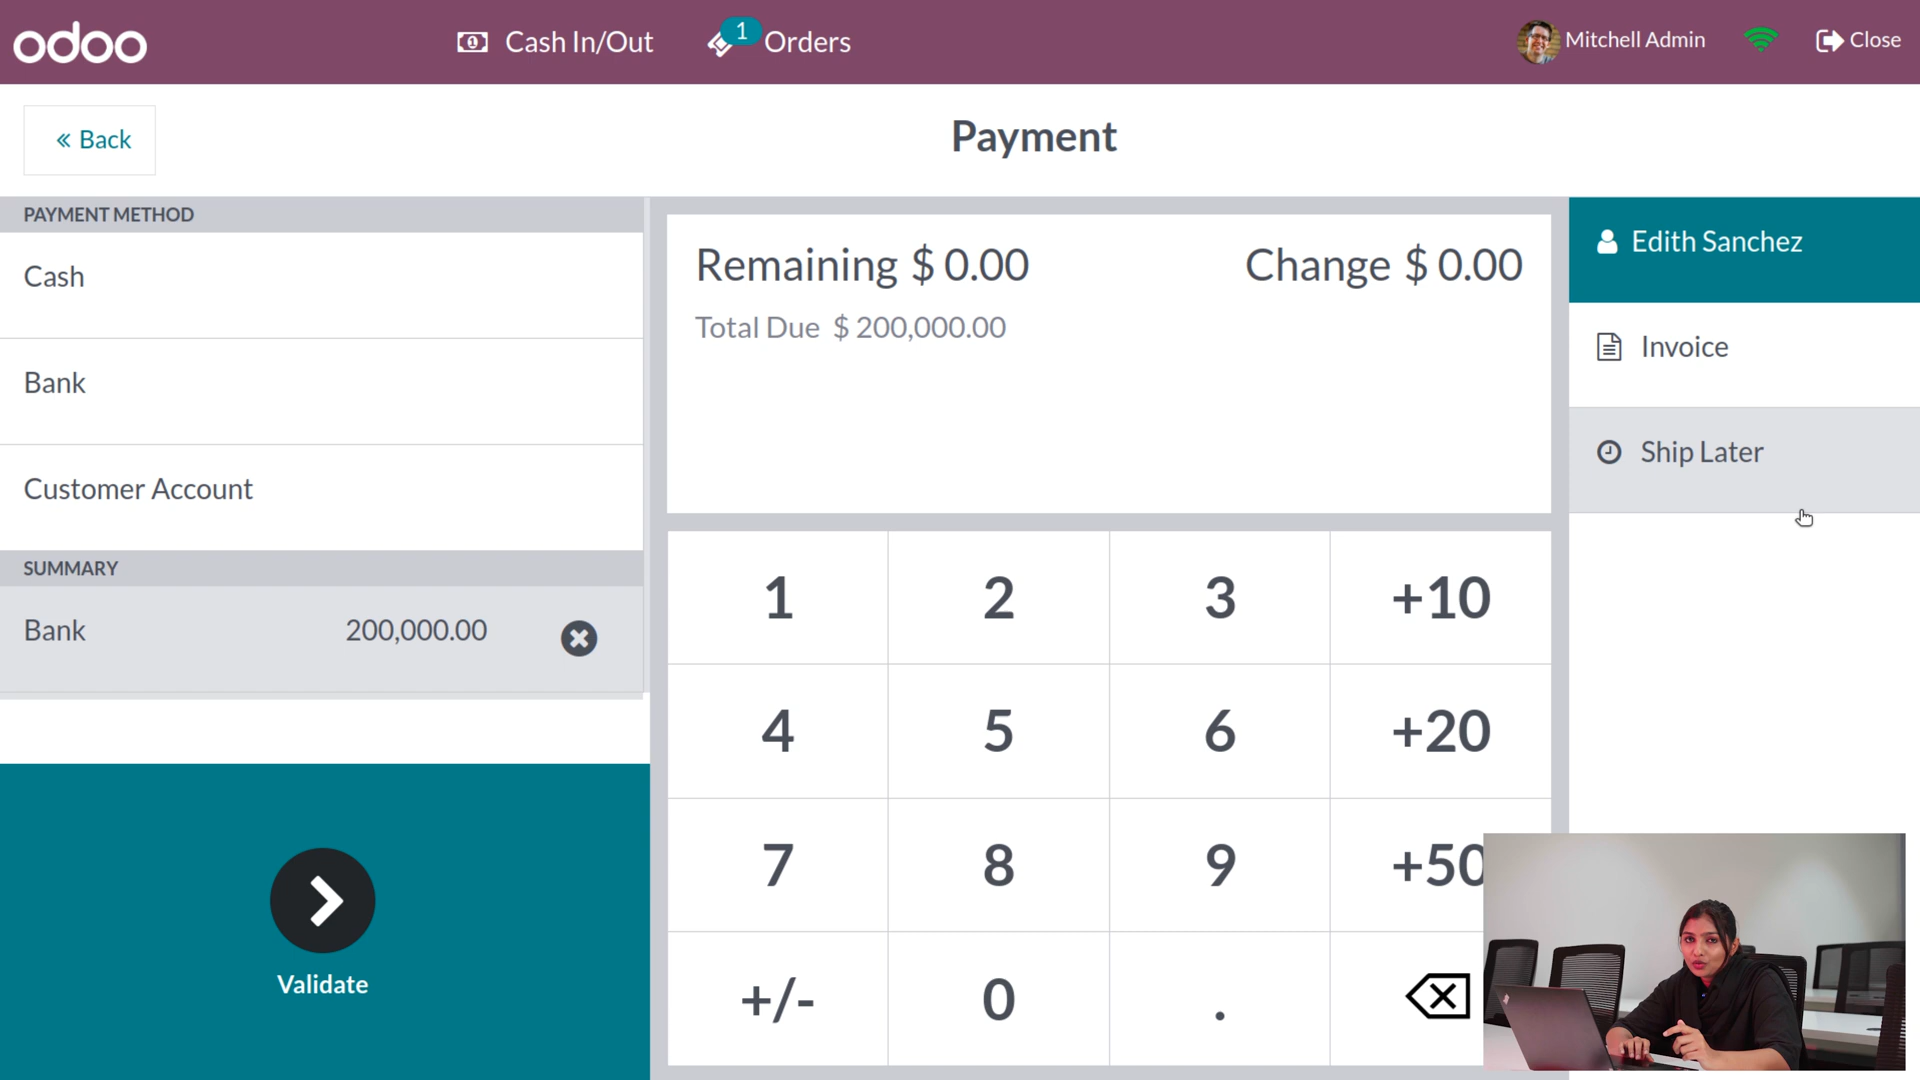 odoo
Cash In/Out
1
Orders
Mitchell Admin
Close
« Back
Payment
PAYMENT METHOD
Cash
Bank
Customer Account
SUMMARY
Bank 200,000.00
Validate
Remaining $ 0.00
Change $ 0.00
Total Due $ 200,000.00
1 2 3 +10
4 5 6 +20
7 8 9 +50
+/- 0 .
Edith Sanchez
Invoice
Ship Later